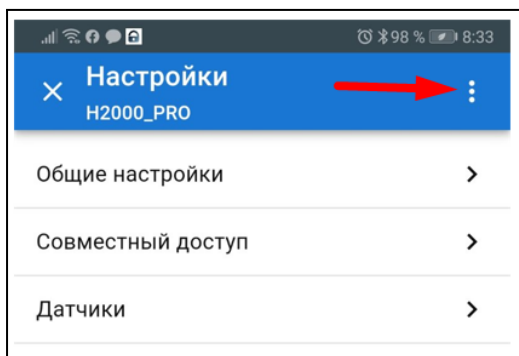 98 % 8:33
Настройки
H2000_PRO
Общие настройки
Совместный доступ
Датчики